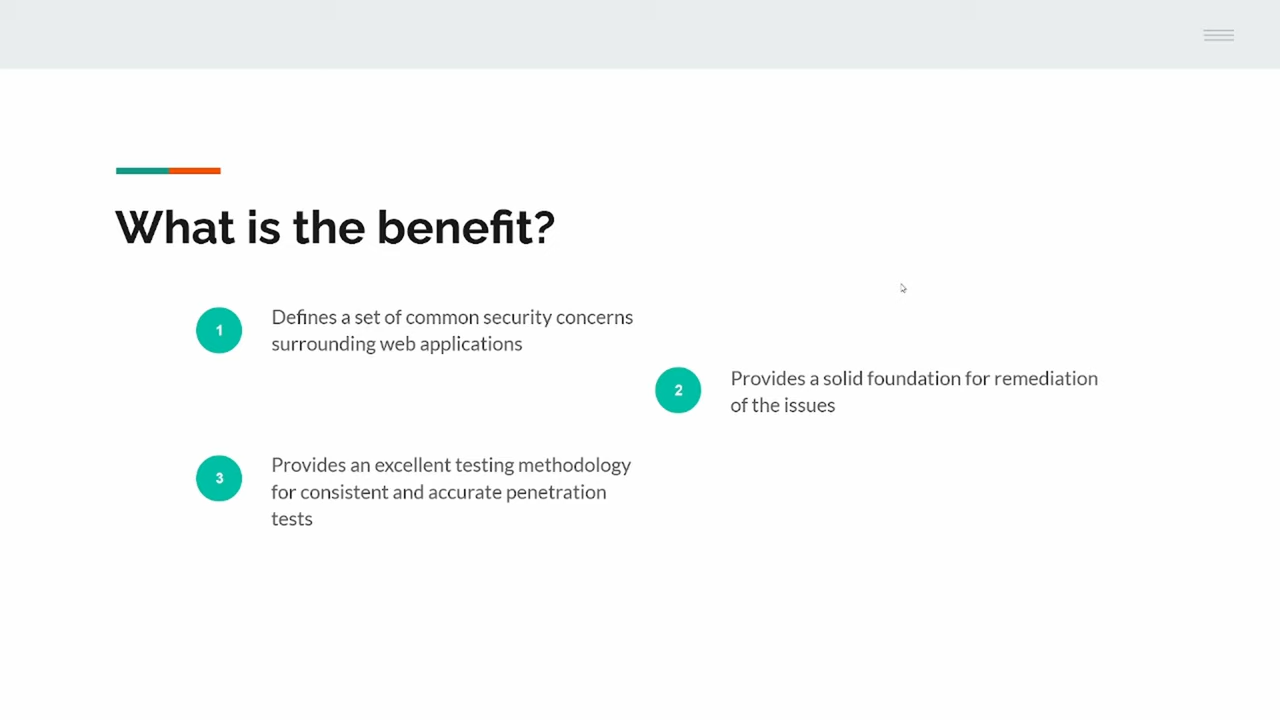 What is the benefit?
1
Defines a set of common security concerns
surrounding web applications
2
Provides a solid foundation for remediation
of the issues
3
Provides an excellent testing methodology
for consistent and accurate penetration
tests